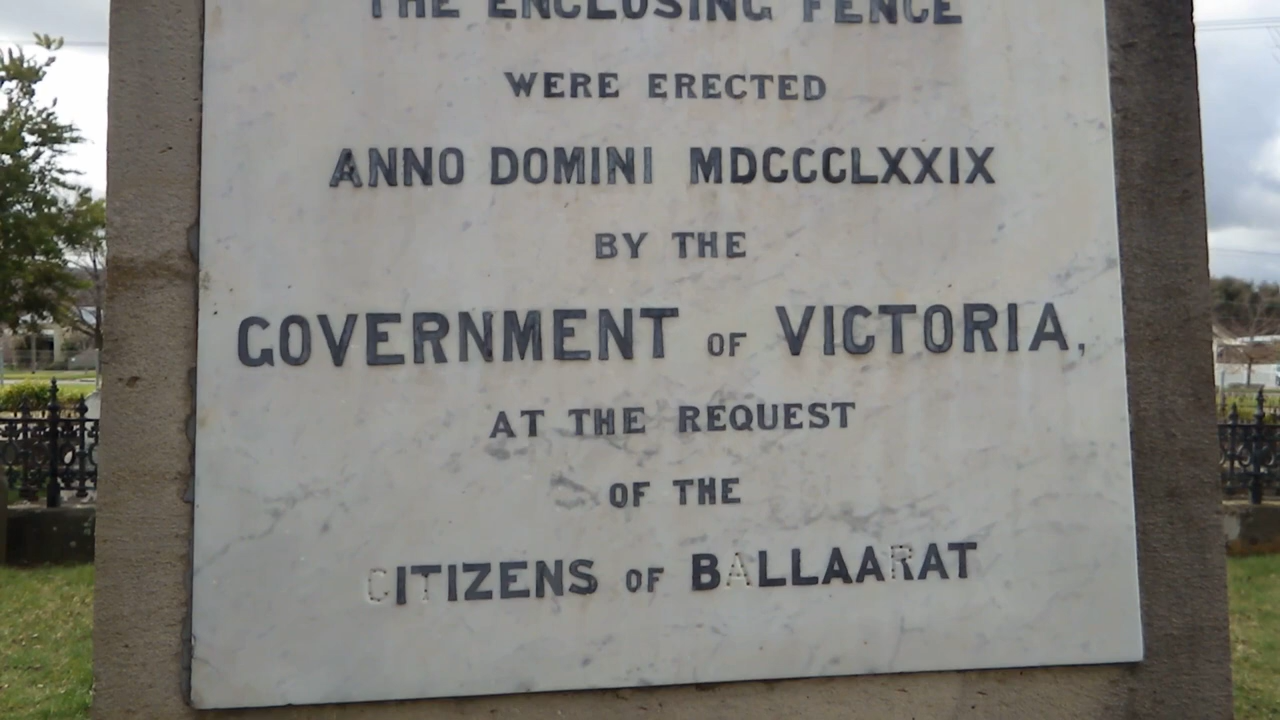 THE ENCLOSING FENCE
WERE ERECTED
ANNO DOMINI MDCCCLXXIX
BY THE
GOVERNMENT OF VICTORIA,
AT THE REQUEST
OF THE
CITIZENS OF BALLAARAT